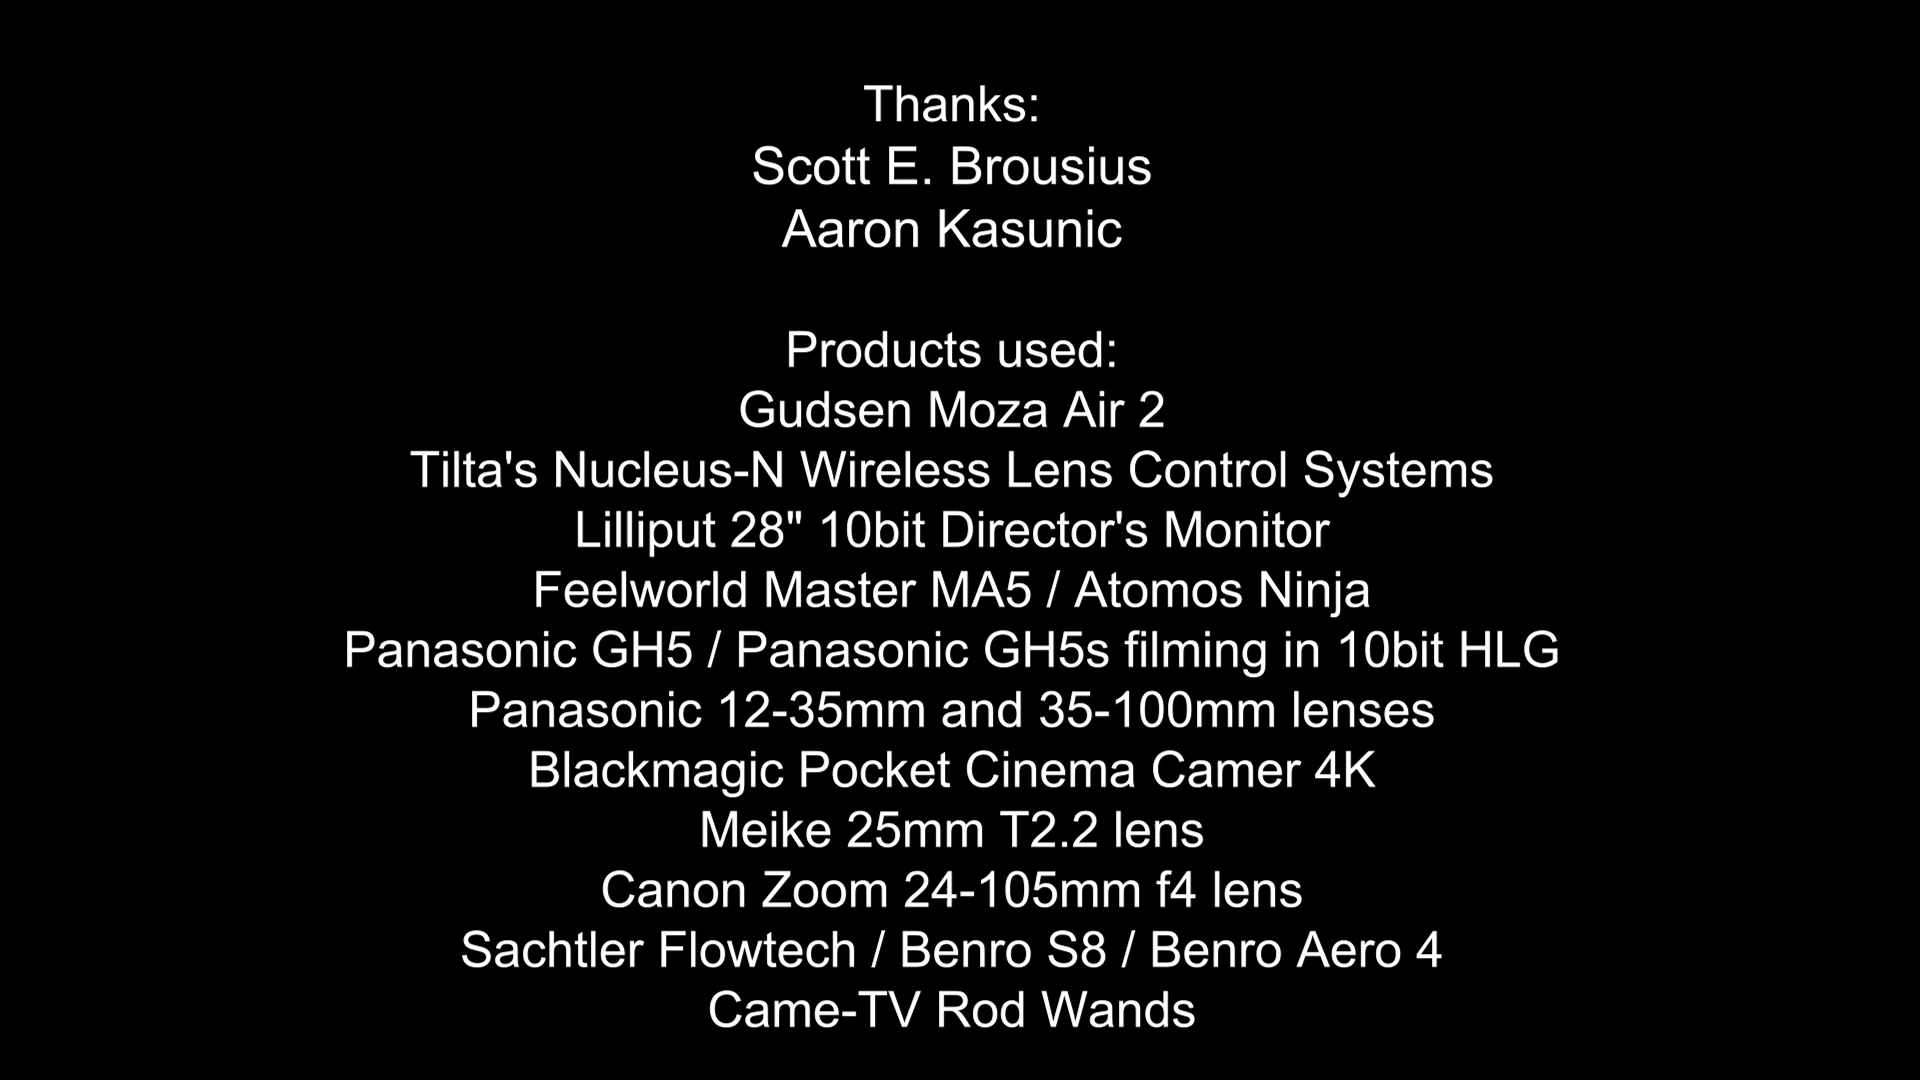 Thanks:
Scott E. Brousius
Aaron Kasunic
Products used:
Gudsen Moza Air 2
Tilta's Nucleus-N Wireless Lens Control Systems
Lilliput 28" 10bit Director's Monitor
Feelworld Master MA5 / Atomos Ninja
Panasonic GH5 / Panasonic GH5s filming in 10bit HLG
Panasonic 12-35mm and 35-100mm lenses
Blackmagic Pocket Cinema Camer 4K
Meike 25mm T2.2 lens
Canon Zoom 24-105mm f4 lens
Sachtler Flowtech / Benro S8 / Benro Aero 4
Came-TV Rod Wands